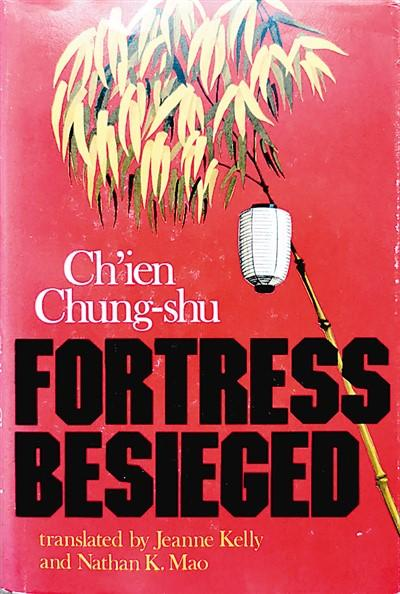 Ch'ien
Chung-shu
FORTRESS
BESIEGED
translated by Jeanne Kelly
and Nathan K. Mao